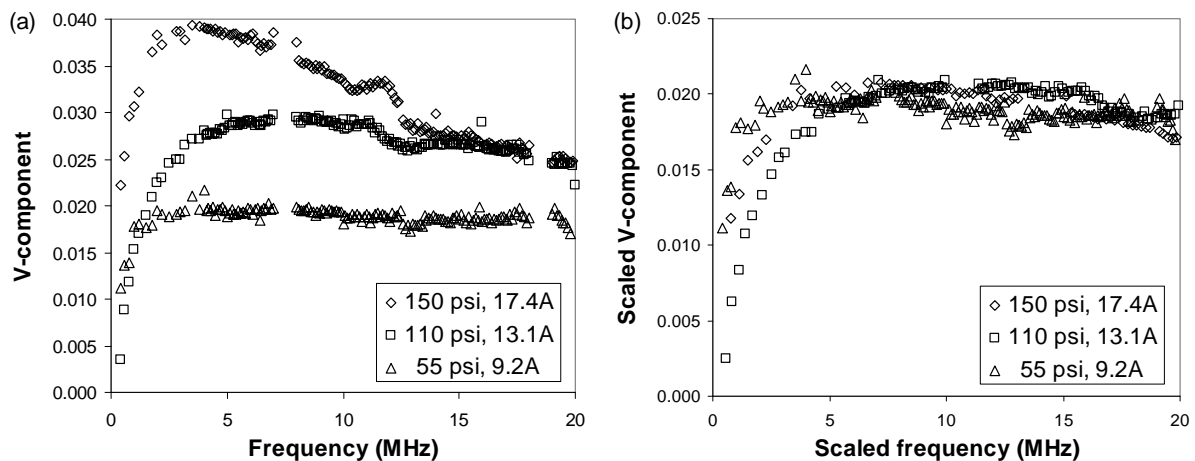 (a)
V-component
0.040
0.035
0.030
0.025
0.020
0.015
0.010
0.005
0.000
150 psi, 17.4A
110 psi, 13.1A
55 psi, 9.2A
0 5 10 15 20
Frequency (MHz)
(b)
Scaled V-component
0.025
0.020
0.015
0.010
0.005
0.000
150 psi, 17.4A
110 psi, 13.1A
55 psi, 9.2A
0 5 10 15 20
Scaled frequency (MHz)